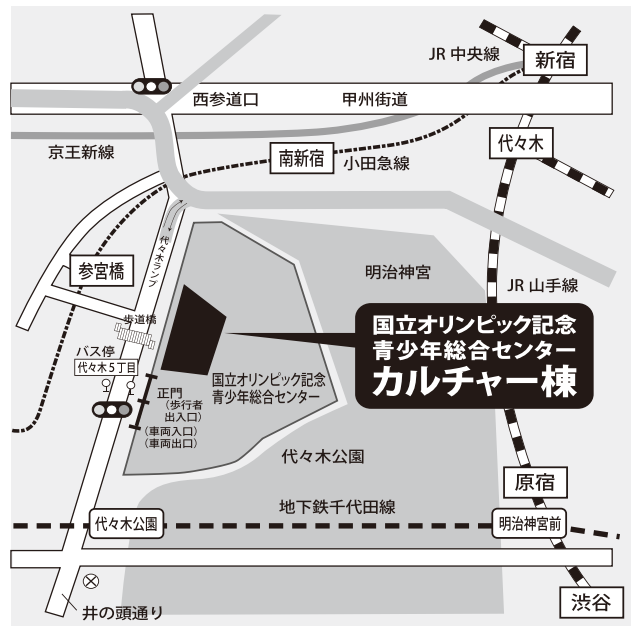 JR 中央線
新宿
西参道口
甲州街道
京王新線
南新宿
小田急線
代々木
代々木ランプ
参宮橋
明治神宮
JR 山手線
歩道橋
国立オリンピック記念
青少年総合センター
カルチャー棟
バス停
代々木5丁目
国立オリンピック記念
青少年総合センター
正門
(歩行者
出入口)
(車両入口)
(車両出口)
代々木公園
原宿
地下鉄千代田線
代々木公園
明治神宮前
渋谷
井の頭通り